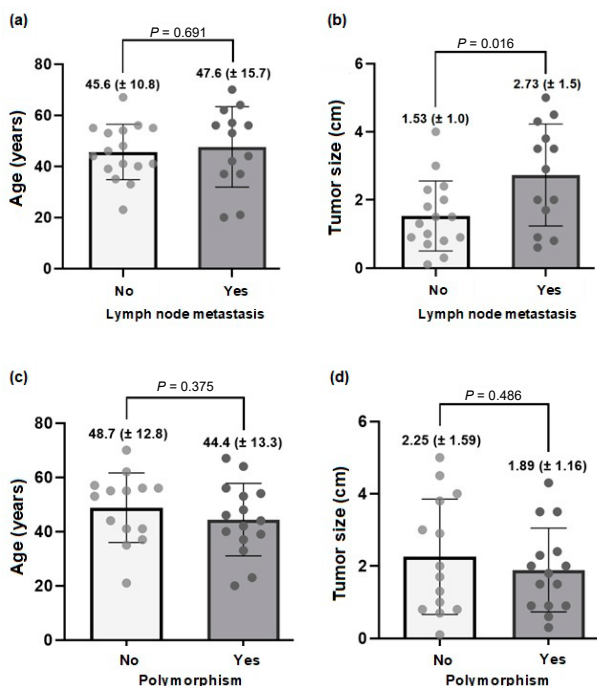 (a)
P = 0.691
80
60
40
20
0
Age (years)
45.6 (± 10.8)
47.6 (± 15.7)
No
Yes
Lymph node metastasis
(b)
P = 0.016
6
4
2
0
Tumor size (cm)
1.53 (± 1.0)
2.73 (± 1.5)
No
Yes
Lymph node metastasis
(c)
P = 0.375
80
60
40
20
0
Age (years)
48.7 (± 12.8)
44.4 (± 13.3)
No
Yes
Polymorphism
(d)
P = 0.486
6
4
2
0
Tumor size (cm)
2.25 (± 1.59)
1.89 (± 1.16)
No
Yes
Polymorphism